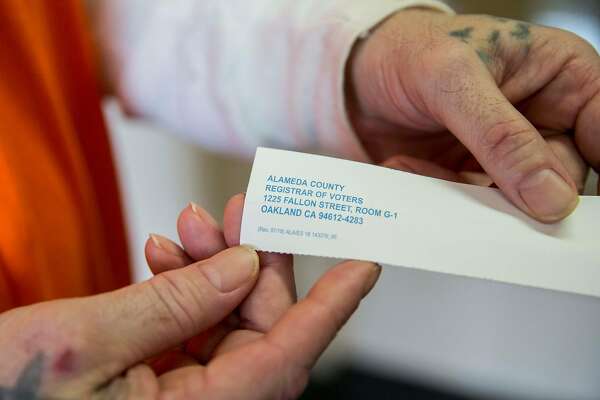 ALAMEDA COUNTY
REGISTRAR OF VOTERS
1225 FALLON STREET, ROOM G-1
OAKLAND CA 94612-4283